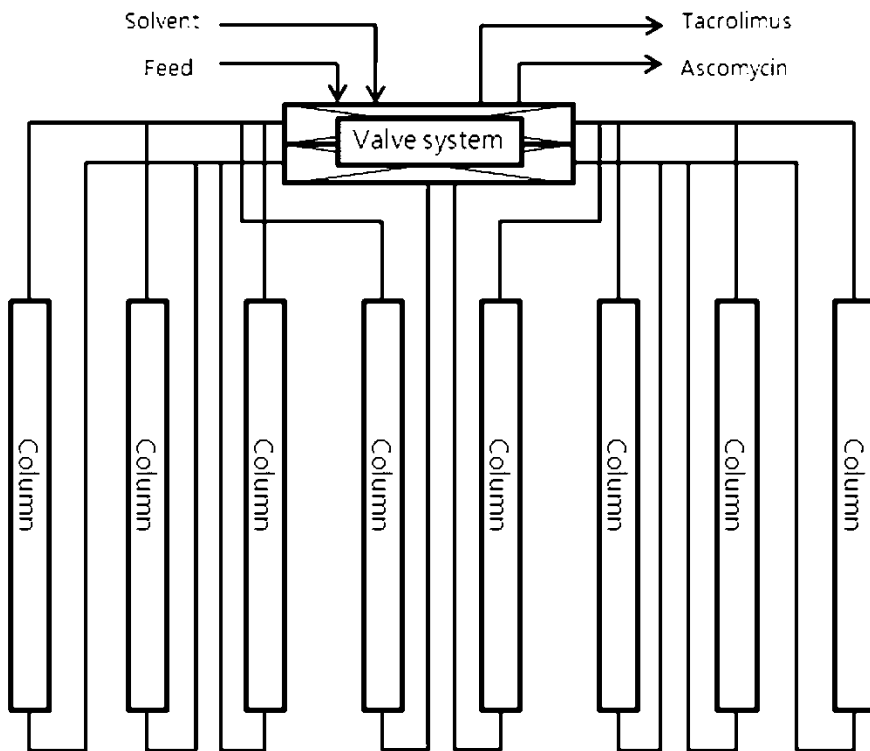 Solvent
Tacrolimus
Feed
Ascomycin
Valve system
Column
Column
Column
Column
Column
Column
Column
Column